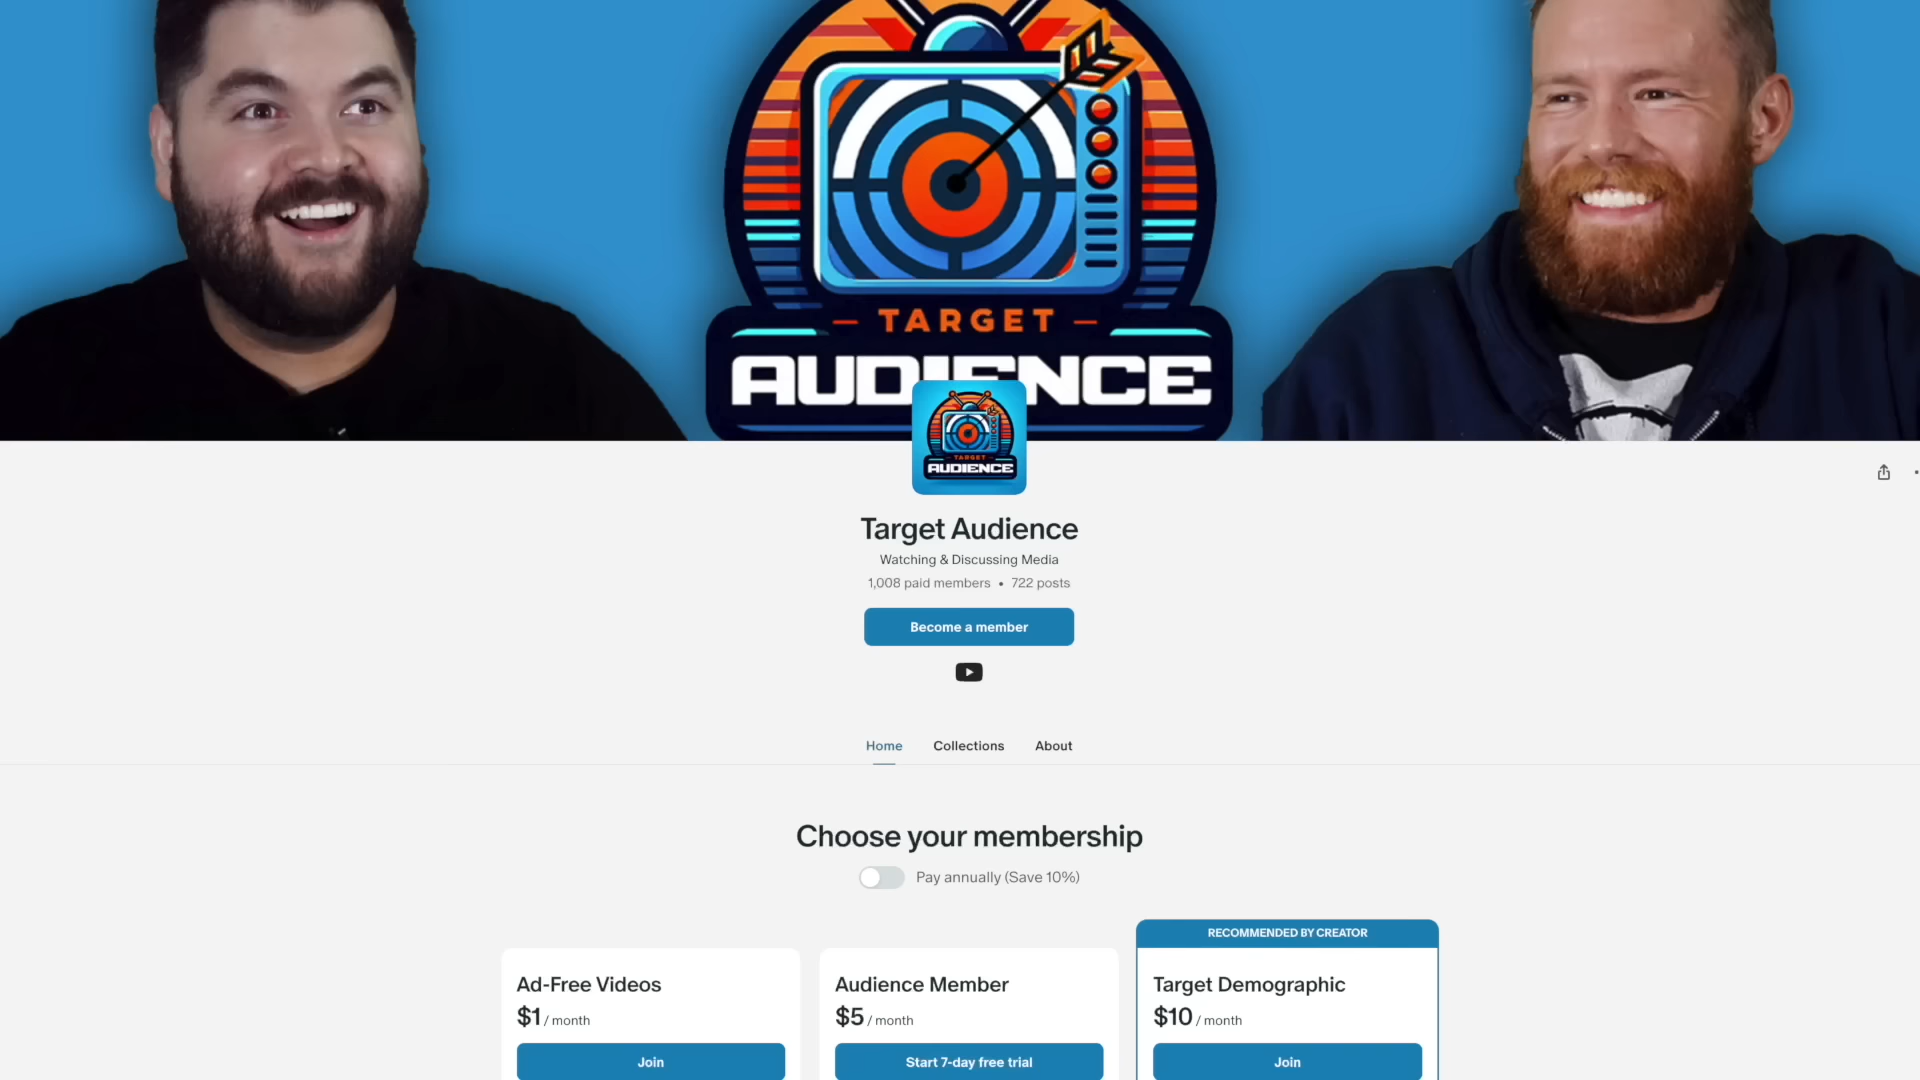 — TARGET —
AUDIENCE
TARGET
AUDIENCE
Target Audience
Watching & Discussing Media
1,008 paid members • 722 posts
Become a member
Home Collections About
Choose your membership
Pay annually (Save 10%)
RECOMMENDED BY CREATOR
Ad-Free Videos Audience Member Target Demographic
$1 / month $5 / month $10 / month
Join Start 7-day free trial Join